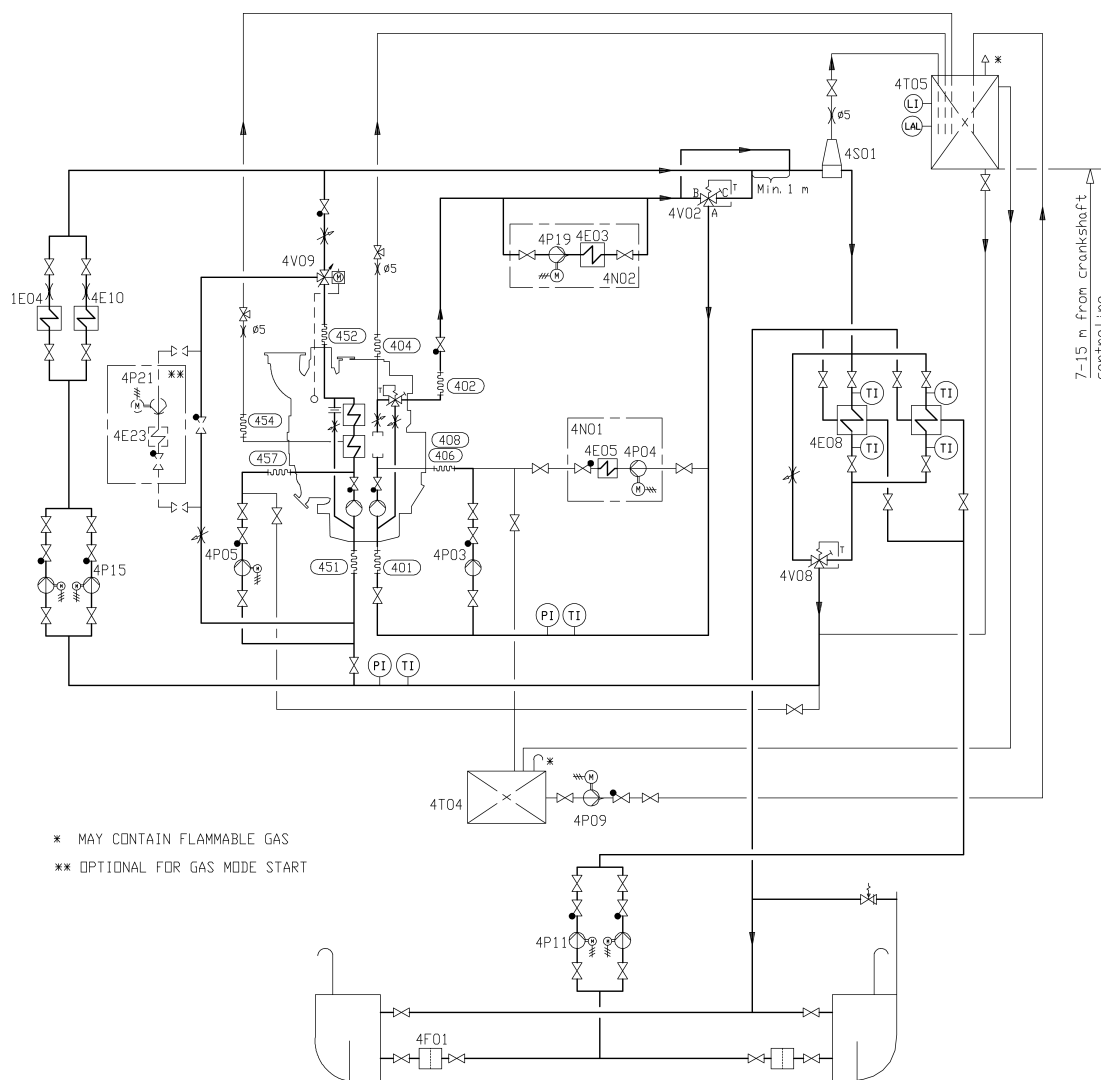 *
4T05
LI
LAL
ø5
4S01
Min. 1 m
B C T
4V02
A
4P19 4E03
M
4N02
7-15 m from crankshaft
centreline
4V09
M
ø5
1E04 4E10
ø5
452
404
4P21
**
M
4E23
T
402
454
408
406
457
4N01
4E05 4P04
M
TI TI
4E08
TI TI
4P05
M
4P03
451
401
4P15
M M
T
4V08
PI TI
PI TI
*
4T04
M
4P09
* MAY CONTAIN FLAMMABLE GAS
** OPTIONAL FOR GAS MODE START
4P11
M M
4F01